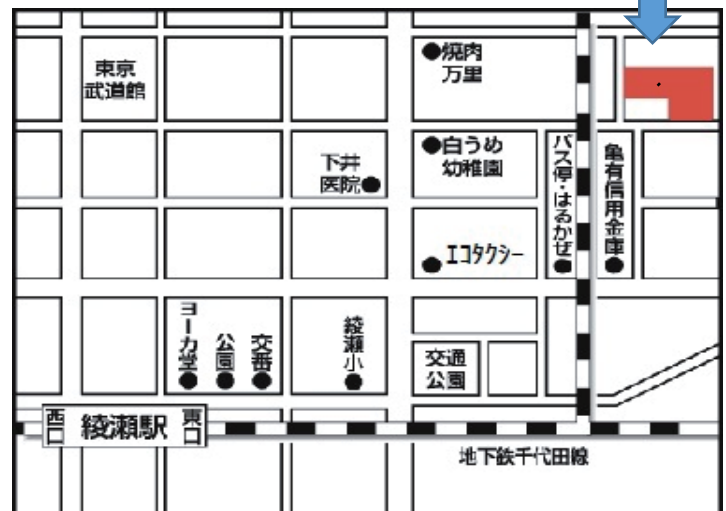 東京
武道館
焼肉
万里
下井
医院
白うめ
幼稚園
バス停・はるかぜ
亀有信用金庫
エコタクシー
ヨーカ堂
公園
交番
綾瀬小
交通
公園
西口
綾瀬駅
東口
地下鉄千代田線